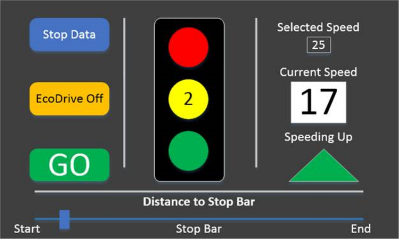 Stop Data
EcoDrive Off
GO
2
Selected Speed
25
Current Speed
17
Speeding Up
Distance to Stop Bar
Start
Stop Bar
End